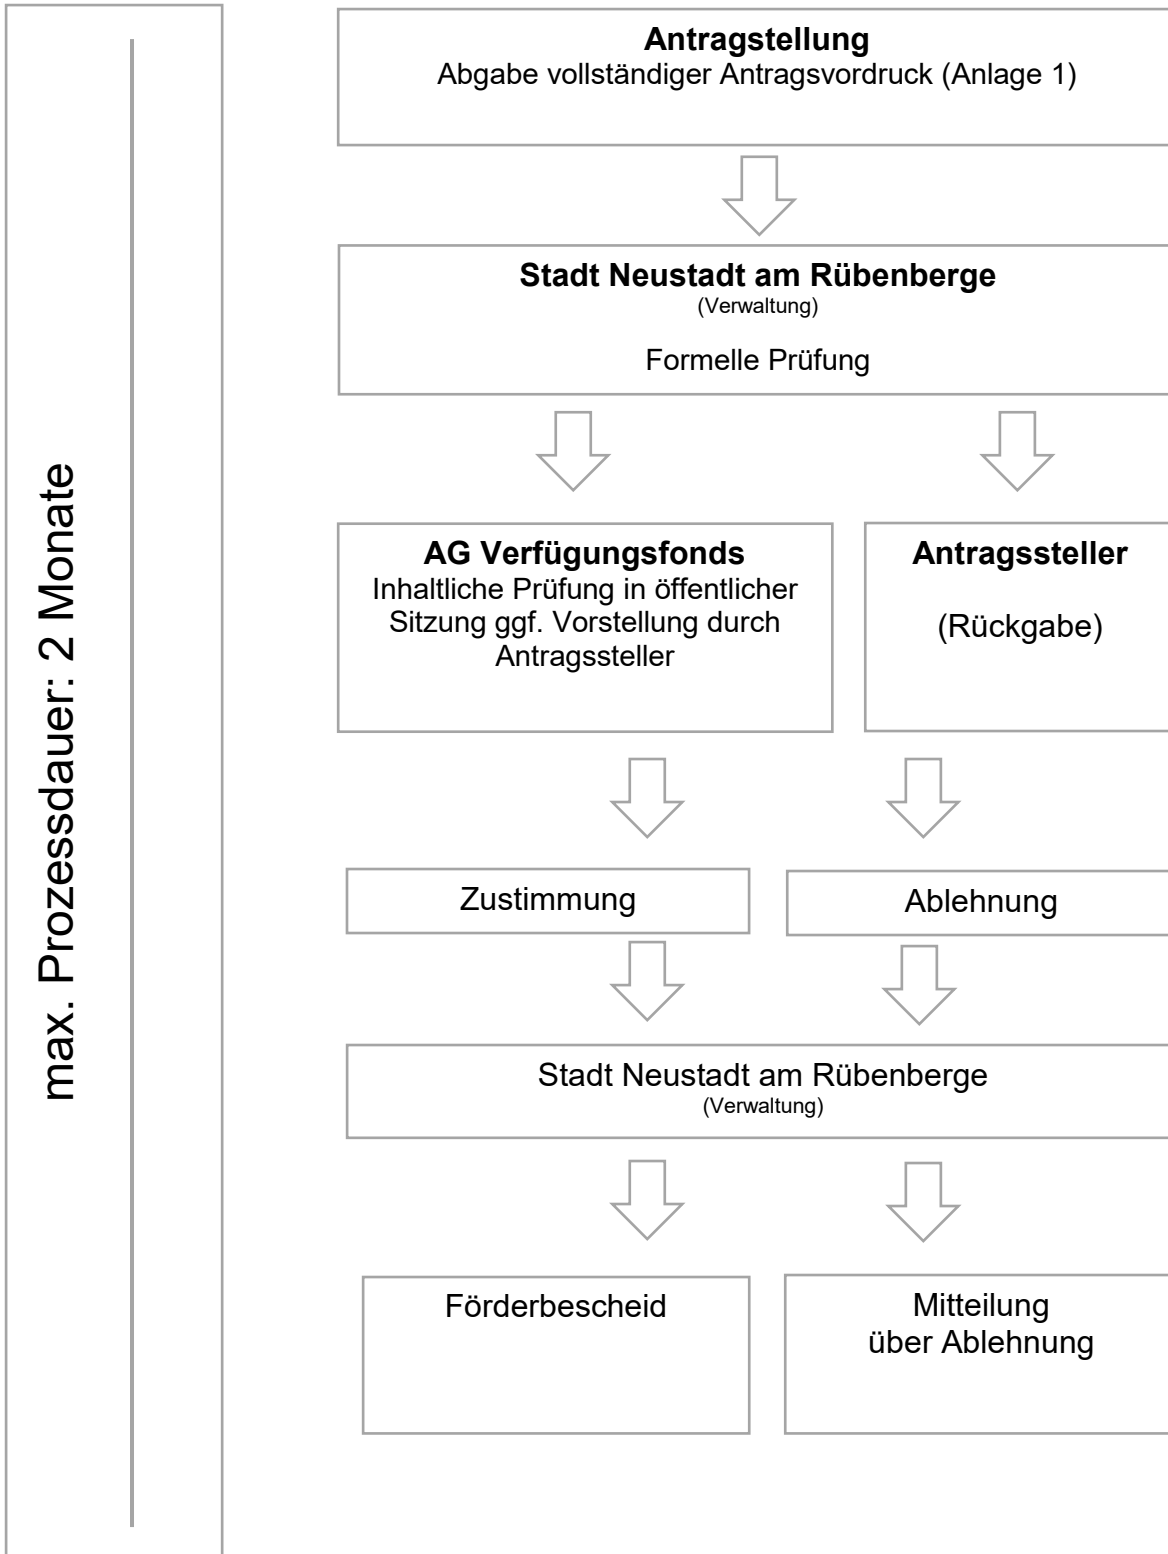 max. Prozessdauer: 2 Monate
Antragstellung
Abgabe vollständiger Antragsvordruck (Anlage 1)
Stadt Neustadt am Rübenberge
(Verwaltung)
Formelle Prüfung
AG Verfügungsfonds
Inhaltliche Prüfung in öffentlicher
Sitzung ggf. Vorstellung durch
Antragssteller
Antragssteller
(Rückgabe)
Zustimmung
Ablehnung
Stadt Neustadt am Rübenberge
(Verwaltung)
Förderbescheid
Mitteilung
über Ablehnung